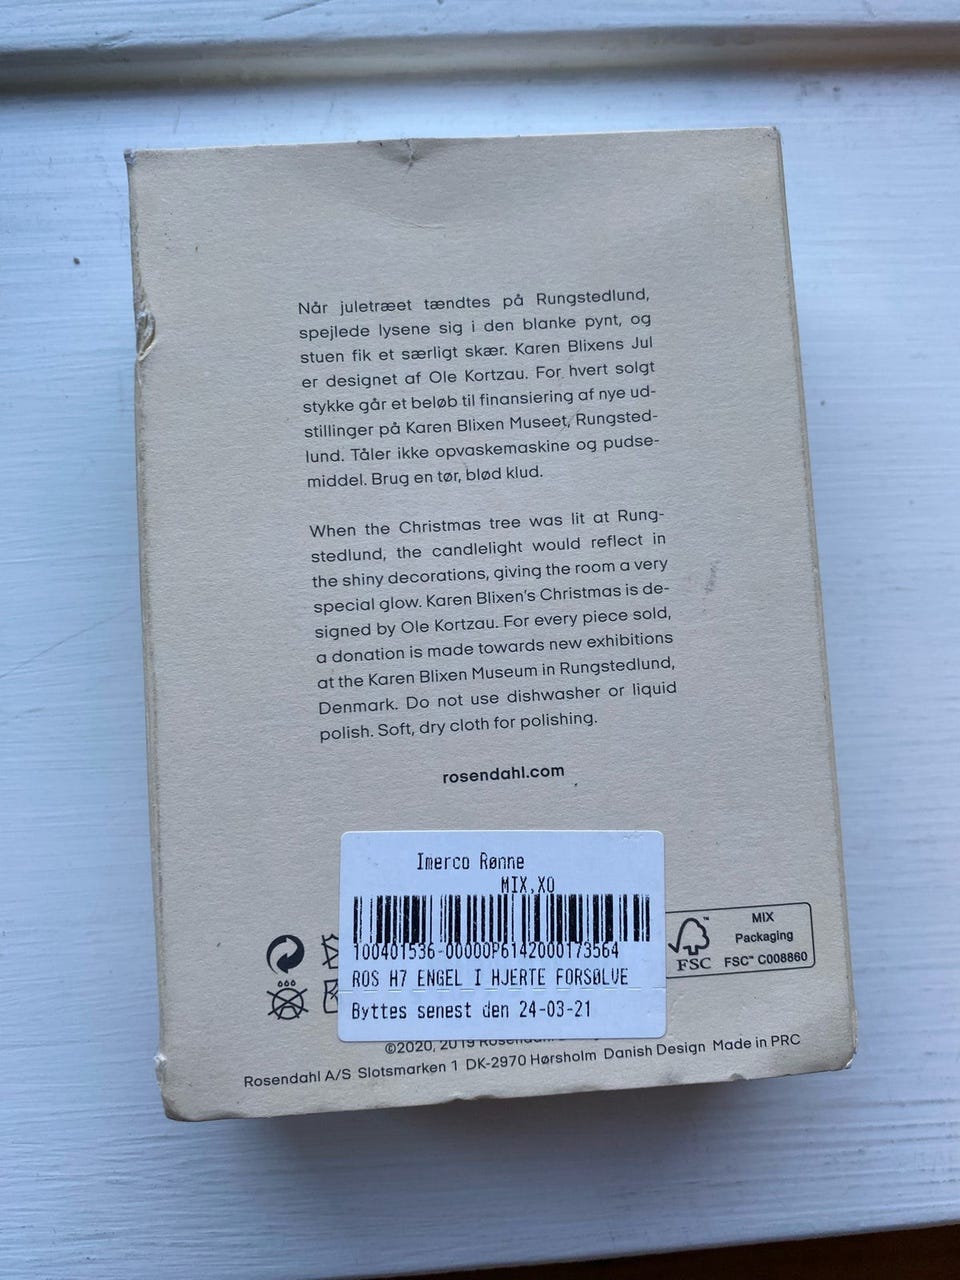 Når juletræet tændtes på Rungstedlund,
spejlede lysene sig i den blanke pynt, og
stuen fik et særligt skær. Karen Blixens Jul
er designet af Ole Kortzau. For hvert solgt
stykke går et beløb til finansiering af nye ud-
stillinger på Karen Blixen Museet, Rungsted-
lund. Tåler ikke opvaskemaskine og pudse-
middel. Brug en tør, blød klud.
When the Christmas tree was lit at Rung-
stedlund, the candlelight would reflect in
the shiny decorations, giving the room a very
special glow. Karen Blixen's Christmas is de-
signed by Ole Kortzau. For every piece sold,
a donation is made towards new exhibitions
at the Karen Blixen Museum in Rungstedlund,
Denmark. Do not use dishwasher or liquid
polish. Soft, dry cloth for polishing.
rosendahl.com
Imerco Rønne
MIX,XO
100401536-00000P6142000173564
ROS H7 ENGEL I HJERTE FORSØLVE
Byttes senest den 24-03-21
FSC™
MIX
Packaging
FSC™ C008860
©2020, 2019 Rosendahl
Rosendahl A/S Slotsmarken 1 DK-2970 Hørsholm Danish Design Made in PRC